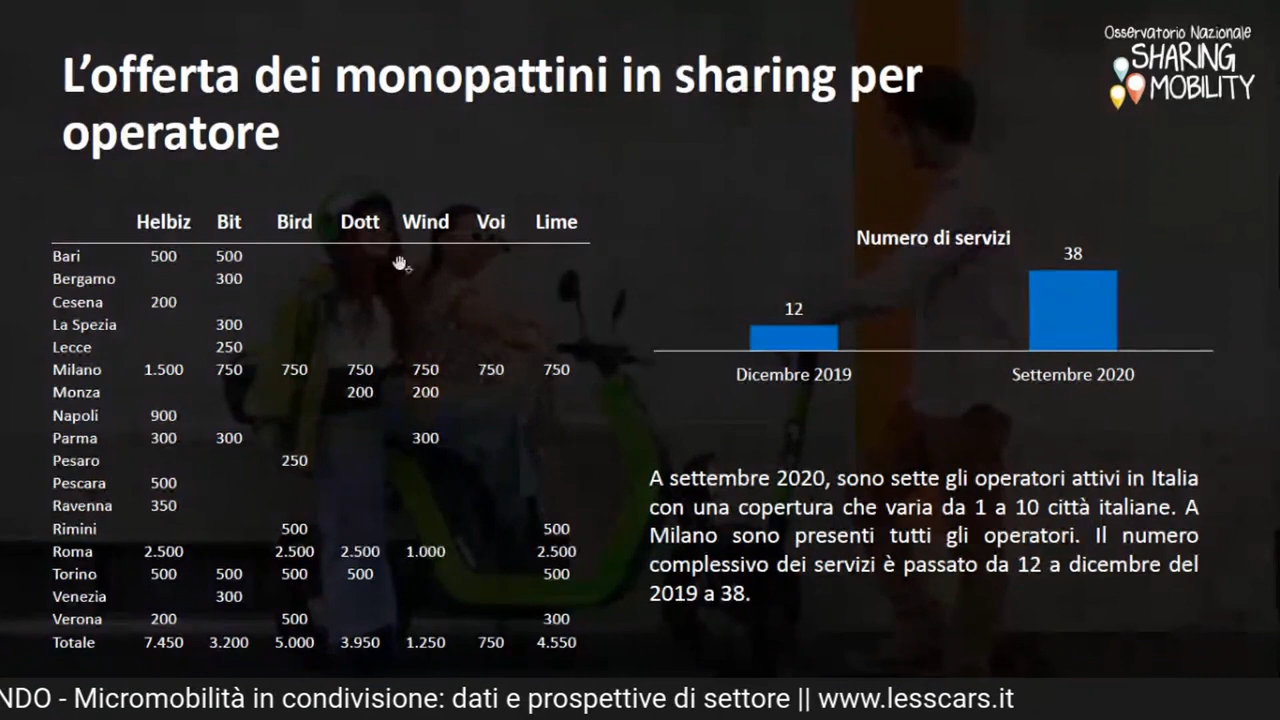 Osservatorio Nazionale
SHARING
MOBILITY
L'offerta dei monopattini in sharing per
operatore
Helbiz Bit Bird Dott Wind Voi Lime
Bari 500 500
Bergamo 300
Cesena 200
La Spezia 300
Lecce 250
Milano 1.500 750 750 750 750 750 750
Monza 200 200
Napoli 900
Parma 300 300 300
Pesaro 250
Pescara 500
Ravenna 350
Rimini 500 500
Roma 2.500 2.500 2.500 1.000 2.500
Torino 500 500 500 500 500
Venezia 300
Verona 200 500 300
Totale 7.450 3.200 5.000 3.950 1.250 750 4.550
Numero di servizi
38
12
Dicembre 2019 Settembre 2020
A settembre 2020, sono sette gli operatori attivi in Italia
con una copertura che varia da 1 a 10 città italiane. A
Milano sono presenti tutti gli operatori. Il numero
complessivo dei servizi è passato da 12 a dicembre del
2019 a 38.
NDO - Micromobilità in condivisione: dati e prospettive di settore || www.lesscars.it